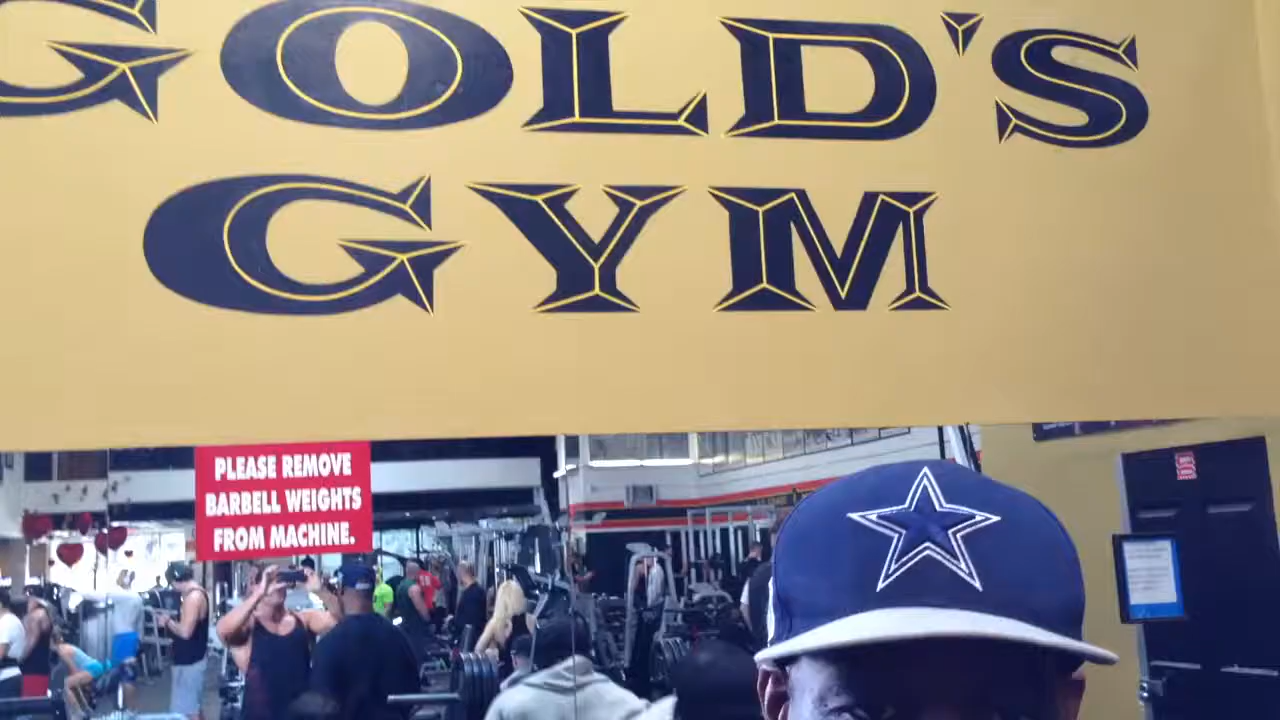 GOLD'S
GYM
PLEASE REMOVE
BARBELL WEIGHTS
FROM MACHINE.